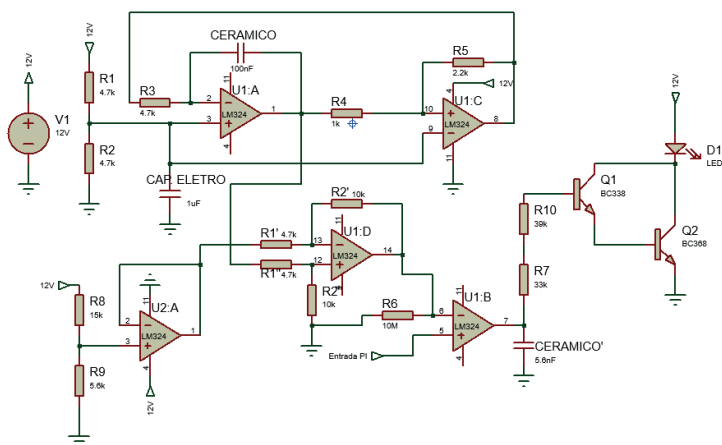 12V
V1
12V
12V
R1
4.7k
R2
4.7k
R3
4.7k
CERAMICO
100nF
11
2
3
1
4
U1:A
LM324
CAP. ELETRO
1uF
R4
1k
R5
2.2k
U1:C
12V
4
10
9
8
11
LM324
12V
R8
15k
R9
5.6k
U2:A
11
2
3
1
4
LM324
12V
R1' 4.7k
R1'' 4.7k
R2' 10k
R2''
10k
U1:D
11
13
12
14
LM324
R6
10M
Entrada PI
U1:B
11
6
5
7
4
LM324
CERAMICO'
5.6nF
R10
39k
R7
33k
Q1
BC338
Q2
BC368
12V
D1
LED